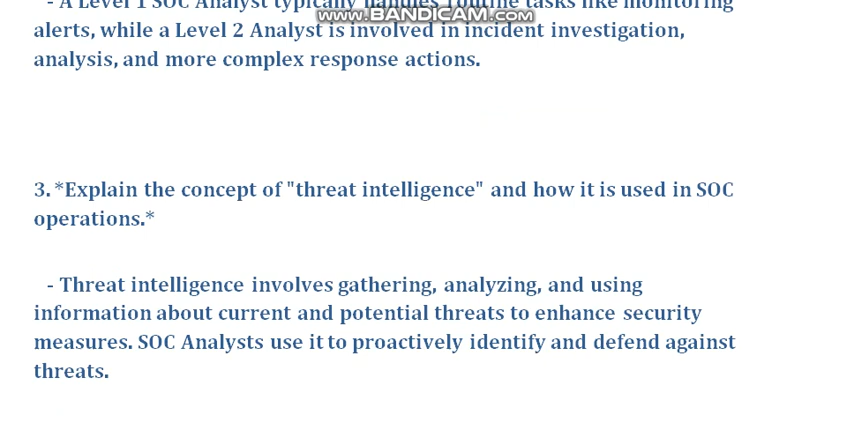 - A Level 1 SOC Analyst typically handles routine tasks like monitoring
www.BANDICAM.com
alerts, while a Level 2 Analyst is involved in incident investigation,
analysis, and more complex response actions.
3. *Explain the concept of "threat intelligence" and how it is used in SOC
operations.*
- Threat intelligence involves gathering, analyzing, and using
information about current and potential threats to enhance security
measures. SOC Analysts use it to proactively identify and defend against
threats.